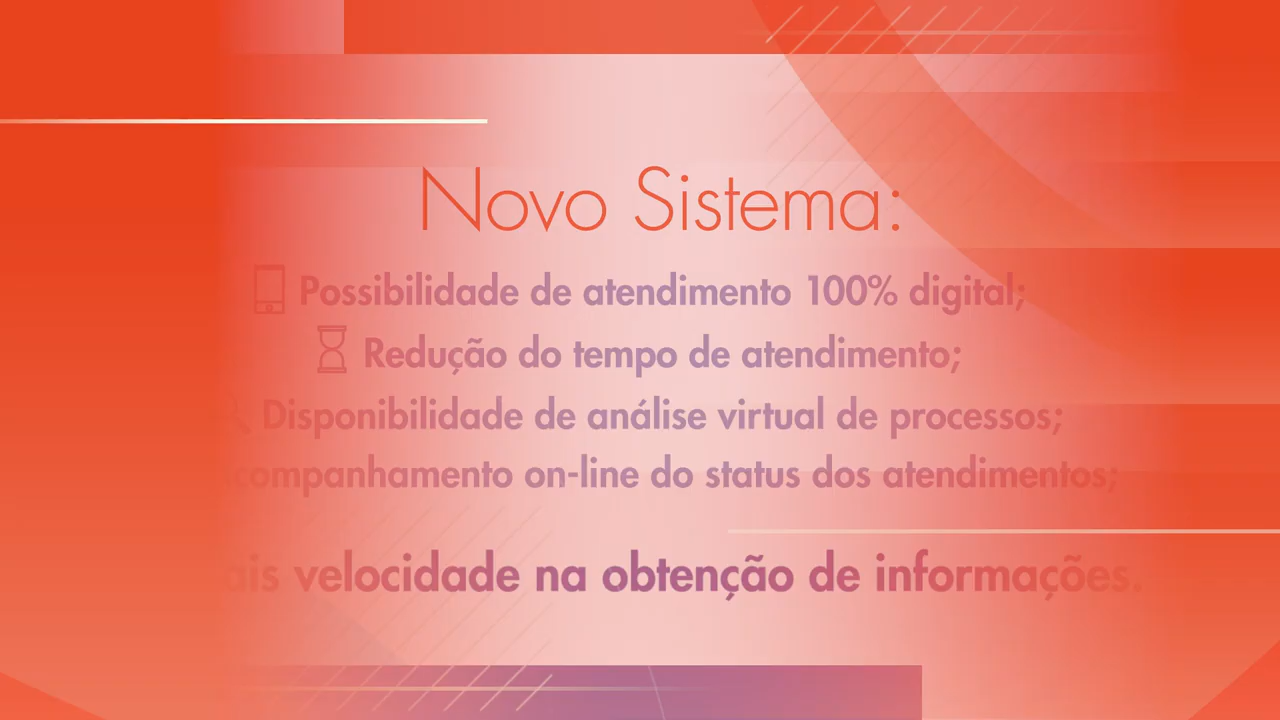 Novo Sistema:
Possibilidade de atendimento 100% digital;
Redução do tempo de atendimento;
Disponibilidade de análise virtual de processos;
companhamento on-line do status dos atendimentos;
ais velocidade na obtenção de informações.